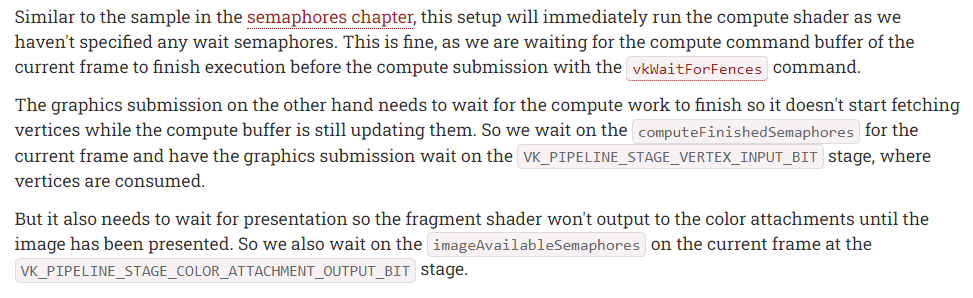 Similar to the sample in the semaphores chapter, this setup will immediately run the compute shader as we
haven't specified any wait semaphores. This is fine, as we are waiting for the compute command buffer of the
current frame to finish execution before the compute submission with the vkWaitForFences command.
The graphics submission on the other hand needs to wait for the compute work to finish so it doesn't start fetching
vertices while the compute buffer is still updating them. So we wait on the computeFinishedSemaphores for the
current frame and have the graphics submission wait on the VK_PIPELINE_STAGE_VERTEX_INPUT_BIT stage, where
vertices are consumed.
But it also needs to wait for presentation so the fragment shader won't output to the color attachments until the
image has been presented. So we also wait on the imageAvailableSemaphores on the current frame at the
VK_PIPELINE_STAGE_COLOR_ATTACHMENT_OUTPUT_BIT stage.